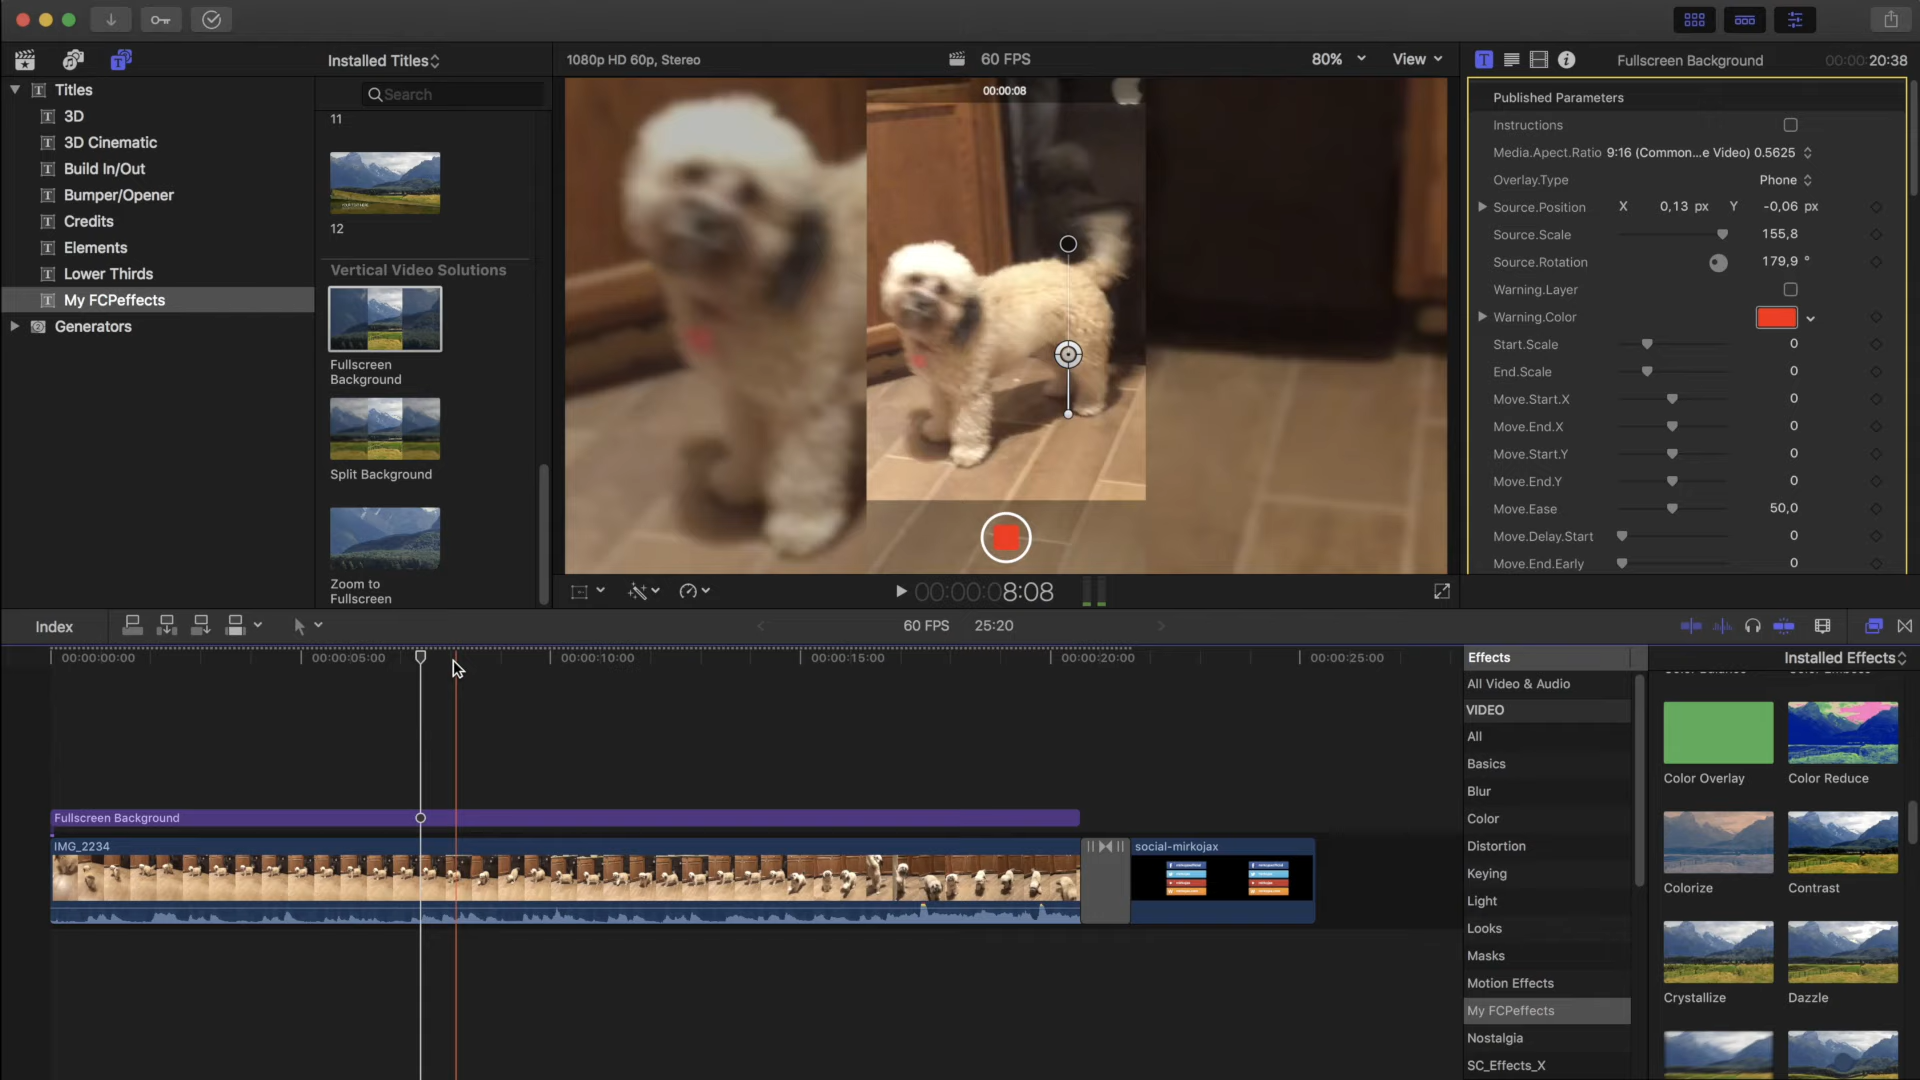 Installed Titles
1080p HD 60p, Stereo
60 FPS
80%
View
Fullscreen Background
00:00:00:20:38
Titles
3D
3D Cinematic
Build In/Out
Bumper/Opener
Credits
Elements
Lower Thirds
My FCPeffects
Generators
Search
11
12
Vertical Video Solutions
Fullscreen
Background
Split Background
Zoom to
Fullscreen
00:00:08
Published Parameters
Instructions
Media.Apect.Ratio 9:16 (Common...e Video) 0.5625
Overlay.Type Phone
Source.Position X 0,13 px Y -0,06 px
Source.Scale 155,8
Source.Rotation 179,9 °
Warning.Layer
Warning.Color
Start.Scale 0
End.Scale 0
Move.Start.X 0
Move.End.X 0
Move.Start.Y 0
Move.End.Y 0
Move.Ease 50,0
Move.Delay.Start 0
Move.End.Early 0
00:00:08:08
Index
60 FPS 25:20
00:00:00:00
00:00:05:00
00:00:10:00
00:00:15:00
00:00:20:00
00:00:25:00
Fullscreen Background
IMG_2234
social-mirkojax
Effects
Installed Effects
All Video & Audio
VIDEO
All
Basics
Blur
Color
Distortion
Keying
Light
Looks
Masks
Motion Effects
My FCPeffects
Nostalgia
SC_Effects_X
Color Overlay
Color Reduce
Colorize
Contrast
Crystallize
Dazzle